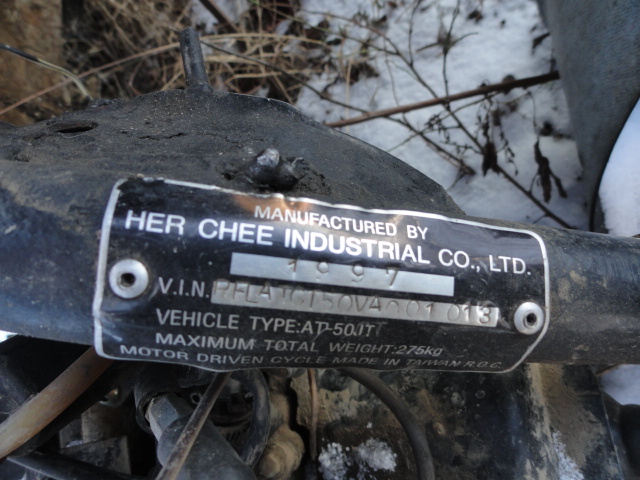 MANUFACTURED BY
HER CHEE INDUSTRIAL CO., LTD.
1997
V.I.N.
VEHICLE TYPE:AT-50JT
MAXIMUM TOTAL WEIGHT:275kg
MOTOR DRIVEN CYCLE MADE IN TAIWAN R.O.C.